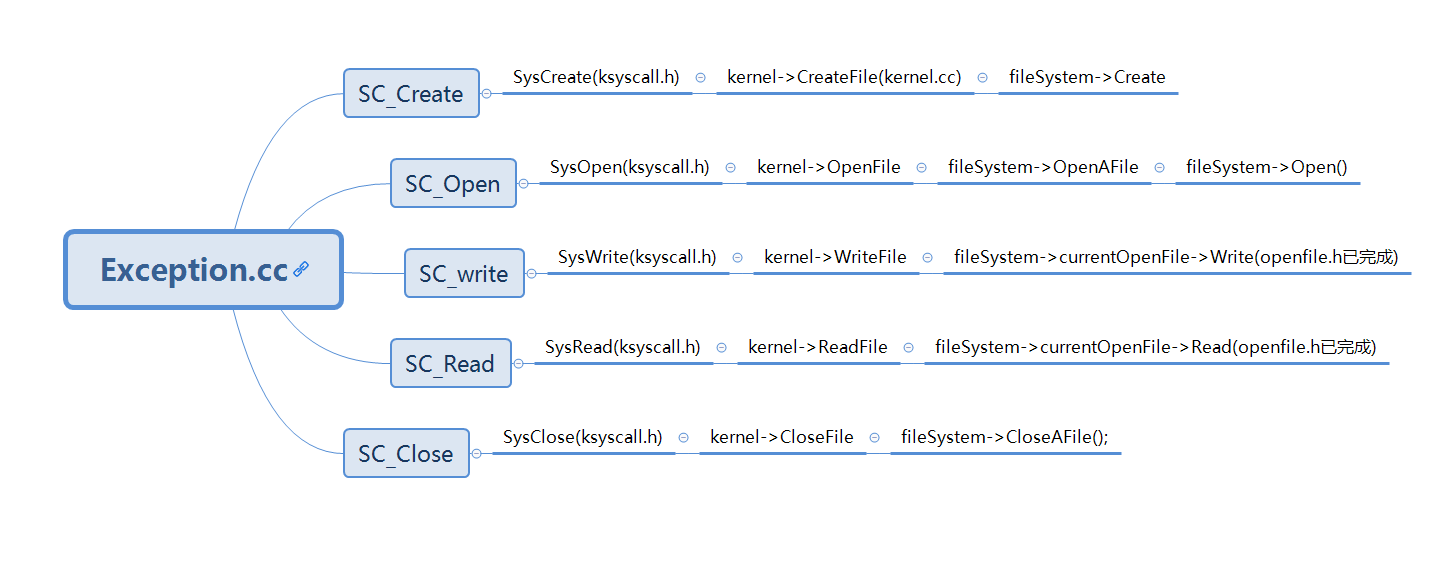 SC_Create SysCreate(ksyscall.h) kernel->CreateFile(kernel.cc) fileSystem->Create
SC_Open SysOpen(ksyscall.h) kernel->OpenFile fileSystem->OpenAFile fileSystem->Open()
Exception.cc
SC_write SysWrite(ksyscall.h) kernel->WriteFile fileSystem->currentOpenFile->Write(openfile.h已完成)
SC_Read SysRead(ksyscall.h) kernel->ReadFile fileSystem->currentOpenFile->Read(openfile.h已完成)
SC_Close SysClose(ksyscall.h) kernel->CloseFile fileSystem->CloseAFile();